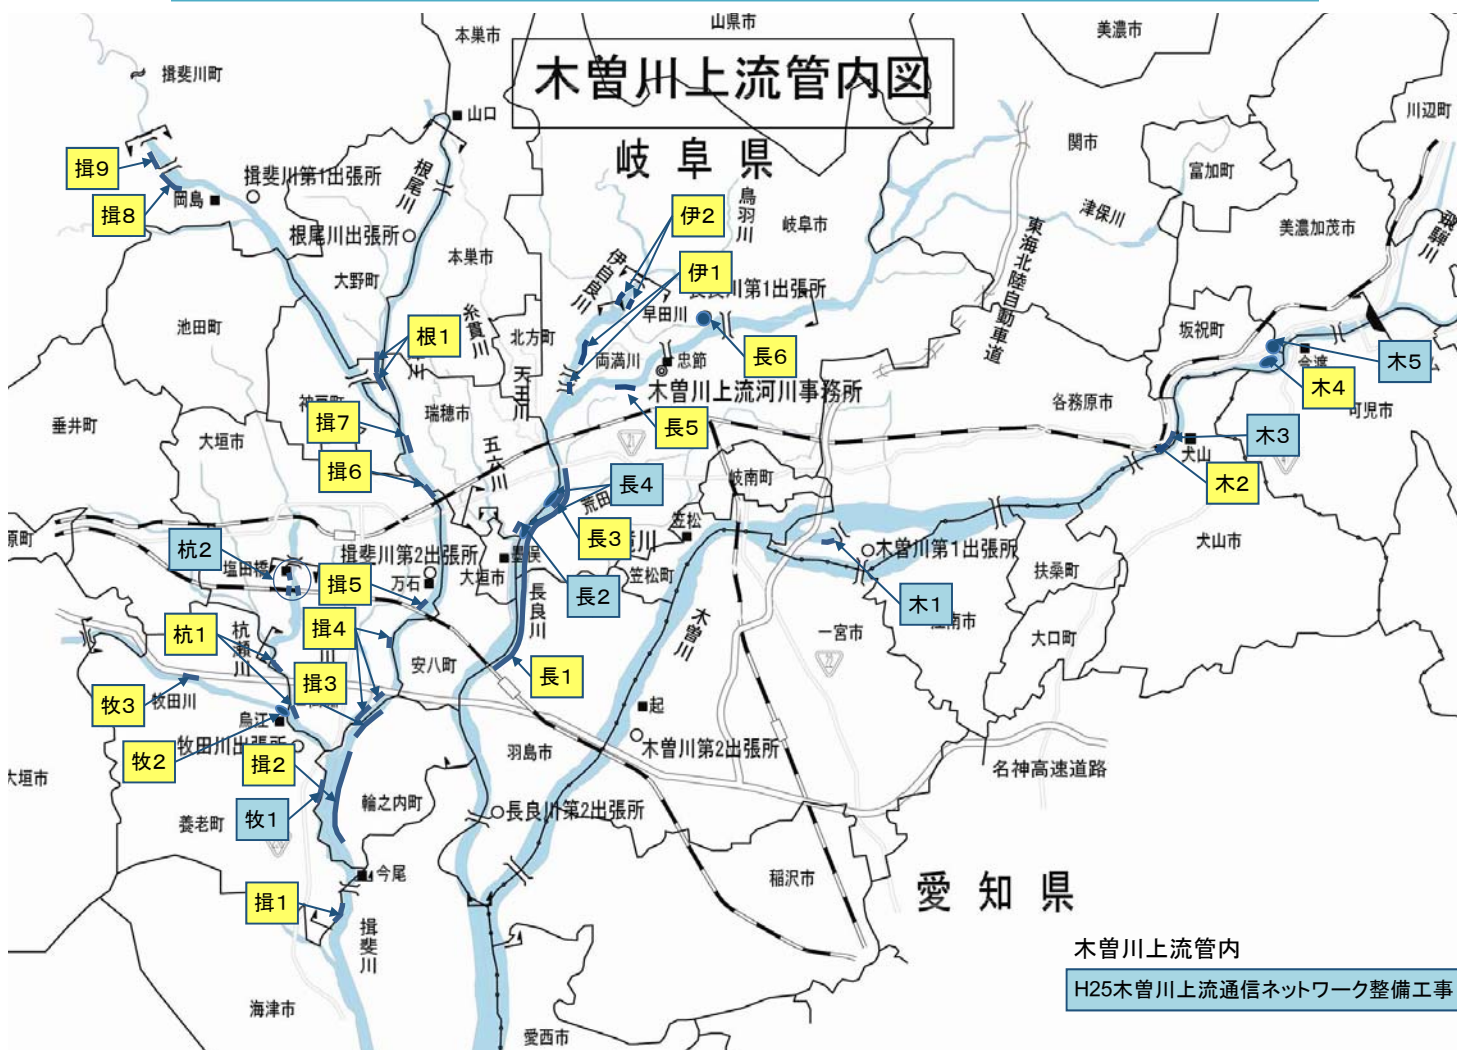 山県市
美濃市
本巣市
木曽川上流管内図
揖斐川町
山口
川辺町
関市
岐阜県
富加町
揖9
揖斐川第1出張所
根尾川
鳥羽川
津保川
揖8
岡島
伊2
岐阜市
美濃加茂市
飛騨川
根尾川出張所
本巣市
伊自良川
伊1
東海北陸自動車道
大野町
長良川第1出張所
糸貫川
早田川
池田町
北方町
坂祝町
根1
両満川
忠節
長6
木5
天王川
木曽川上流河川事務所
木4
瑞穂市
各務原市
可児市
垂井町
大垣市
揖7
長5
木3
五六川
犬山
揖6
岐南町
木2
長4
荒田
笠松
杭2
揖斐川第2出張所
墨俣
長3
木曽川第1出張所
犬山市
塩田橋
万石
大垣市
笠松町
扶桑町
揖5
長2
長良川
木1
杭1
杭瀬川
揖4
木曽川
一宮市
江南市
大口町
安八町
揖3
長1
牧3
牧田川
烏江
起
牧田川出張所
牧2
揖2
羽島市
木曽川第2出張所
名神高速道路
大垣市
輪之内町
牧1
養老町
長良川第2出張所
今尾
稲沢市
愛知県
揖1
揖斐川
木曽川上流管内
H25木曽川上流通信ネットワーク整備工事
海津市
愛西市